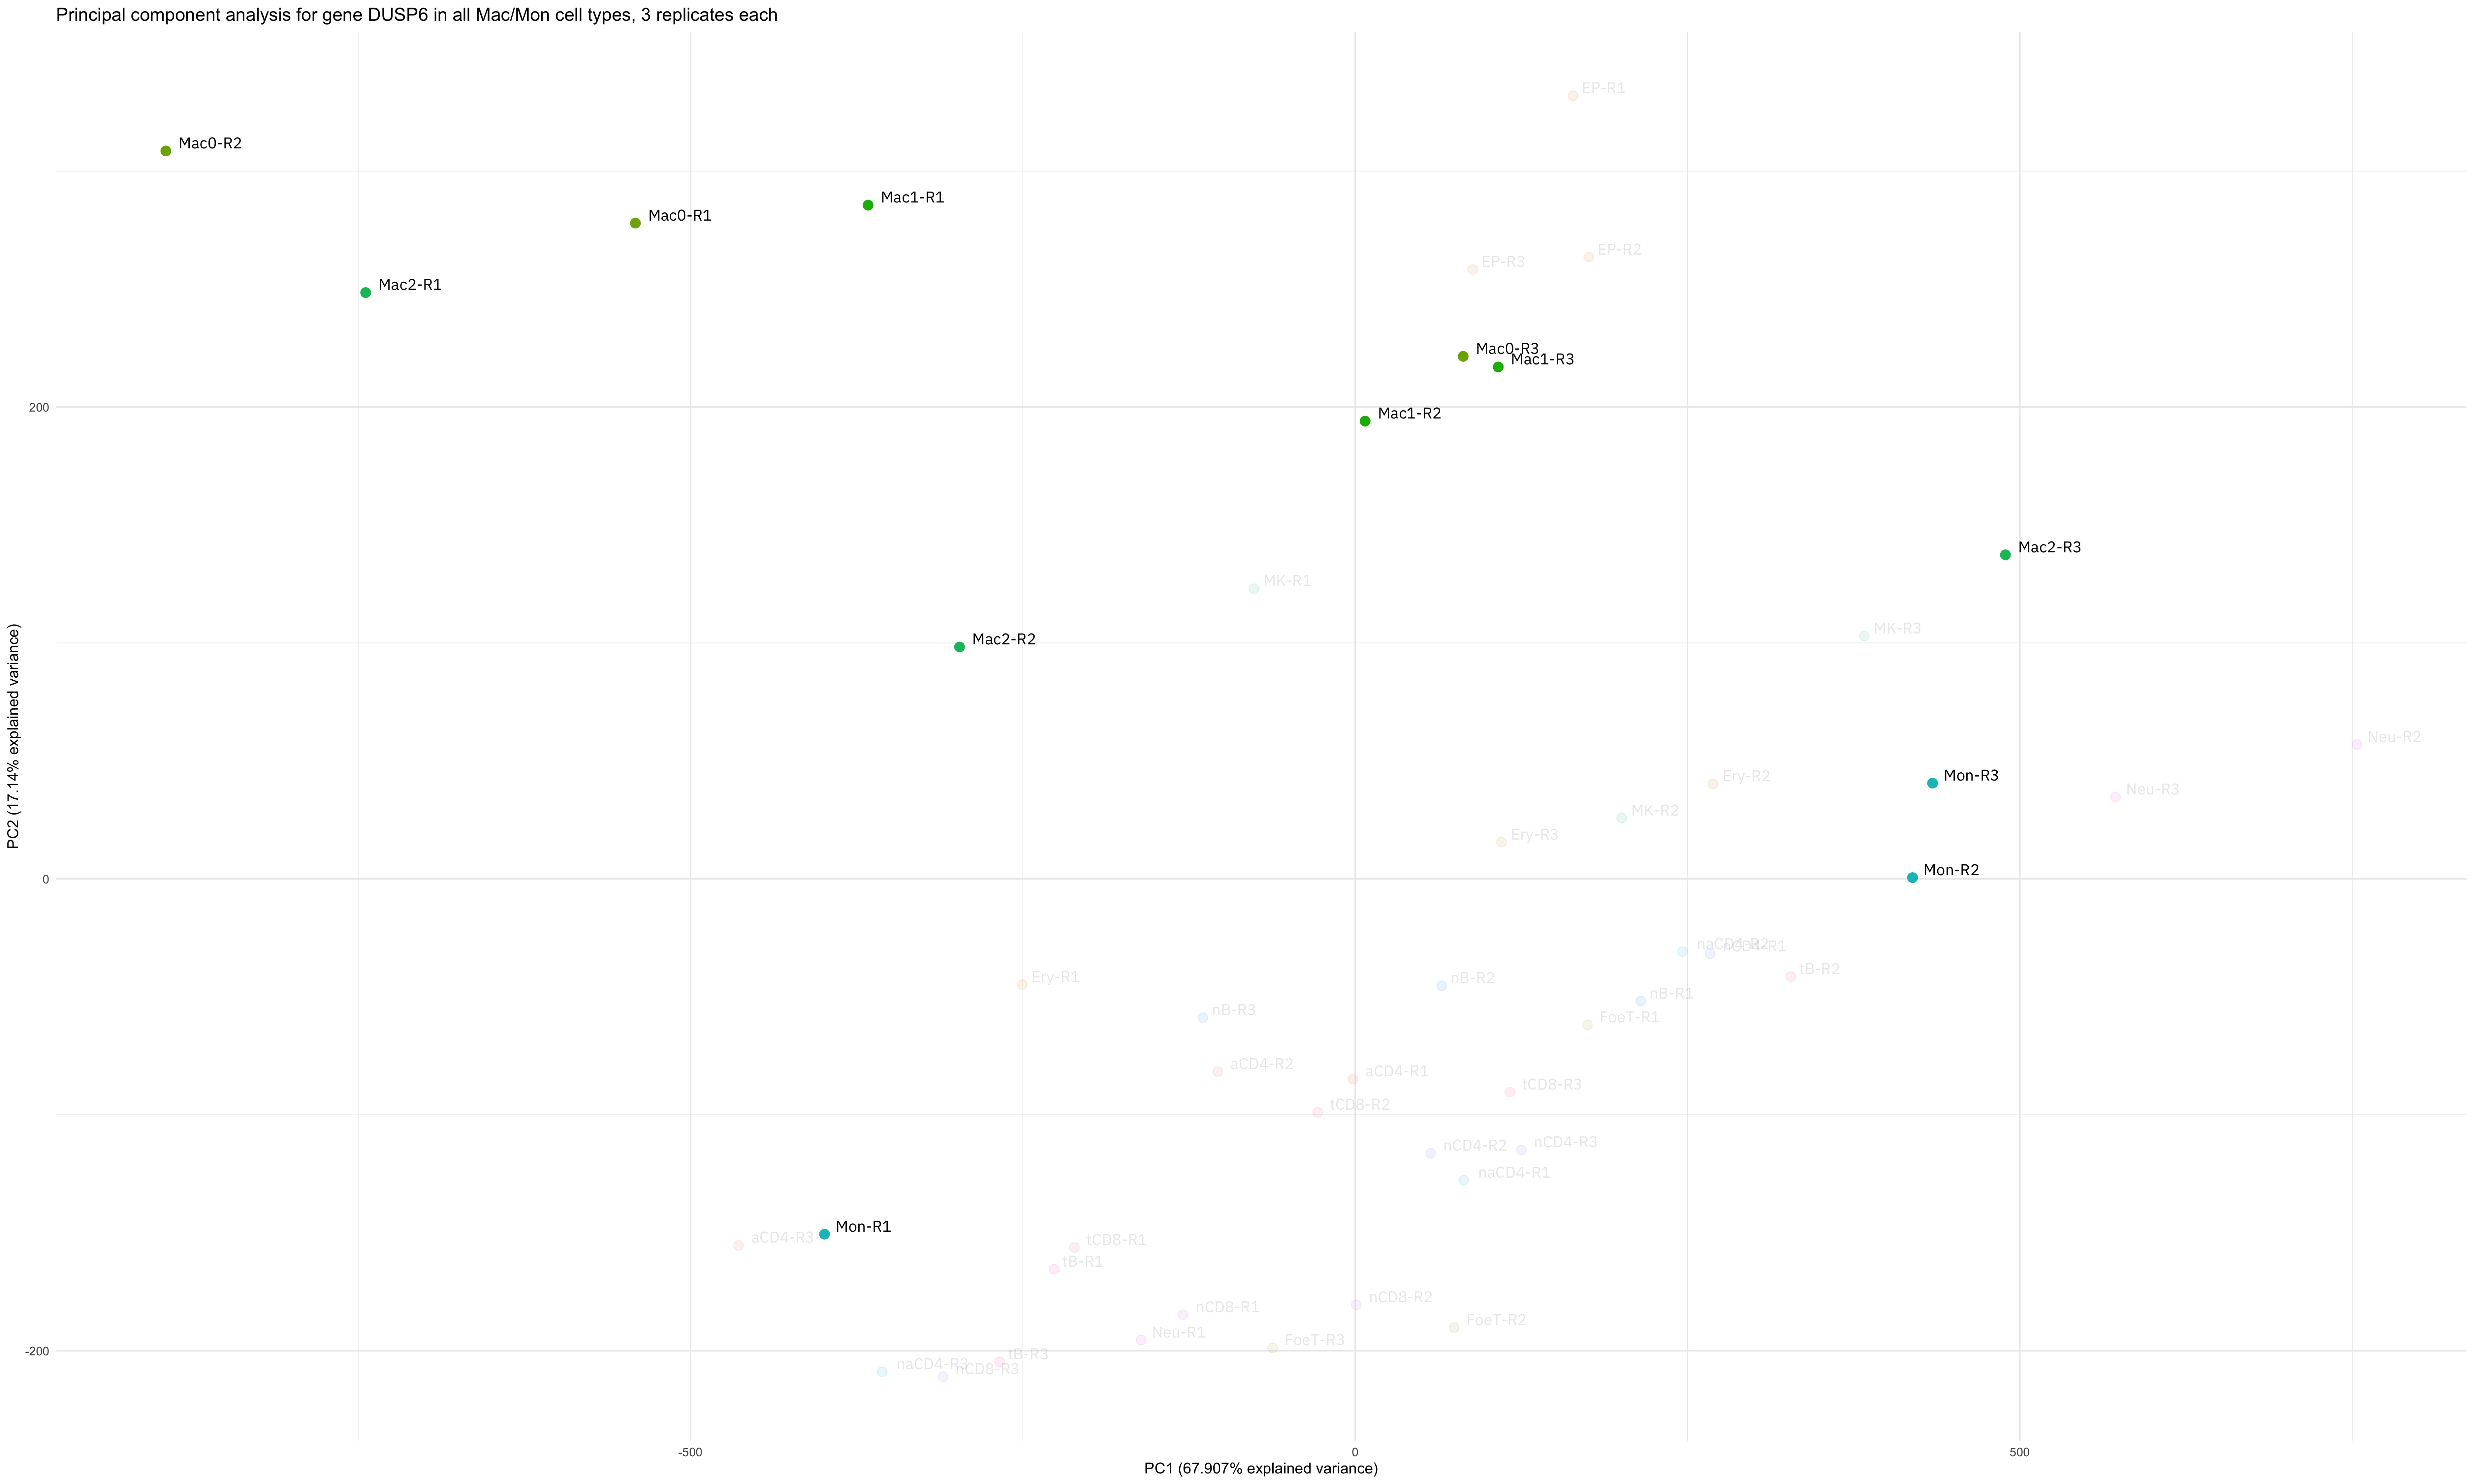 Principal component analysis for gene DUSP6 in all Mac/Mon cell types, 3 replicates each
EP-R1
Mac0-R2
Mac1-R1
Mac0-R1
EP-R2
EP-R3
Mac2-R1
Mac0-R3
Mac1-R3
200
Mac1-R2
Mac2-R3
MK-R1
MK-R3
Mac2-R2
Neu-R2
Ery-R2
Mon-R3
Neu-R3
MK-R2
Ery-R3
0
Mon-R2
naCD4-R2
nCD4-R1
tB-R2
Ery-R1
nB-R2
nB-R1
nB-R3
FoeT-R1
aCD4-R2
aCD4-R1
tCD8-R3
tCD8-R2
nCD4-R2
nCD4-R3
naCD4-R1
Mon-R1
aCD4-R3
tCD8-R1
tB-R1
nCD8-R2
nCD8-R1
FoeT-R2
Neu-R1
FoeT-R3
-200
tB-R3
naCD4-R3
nCD8-R3
-500
0
500
PC1 (67.907% explained variance)
PC2 (17.14% explained variance)